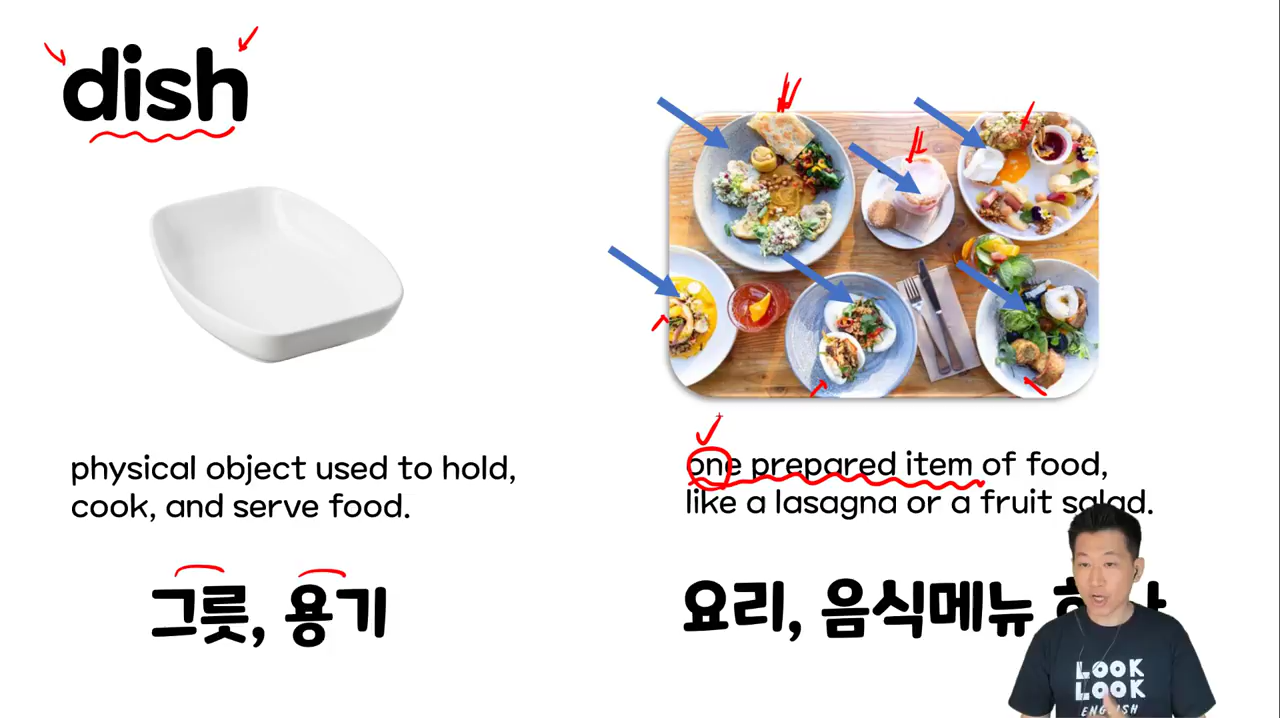 dish
physical object used to hold,
cook, and serve food.
그릇, 용기
one prepared item of food,
like a lasagna or a fruit salad.
요리, 음식메뉴
LOOK
LOOK
ENGLISH